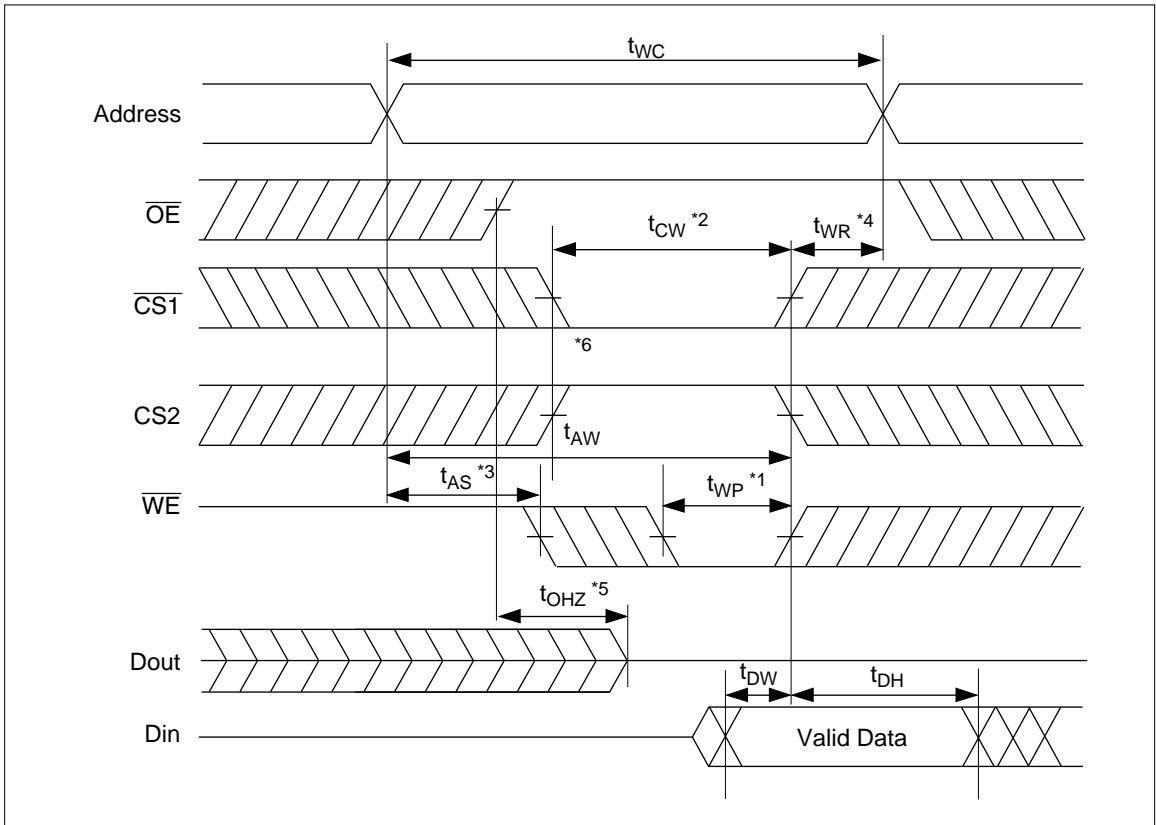 tWC
Address
OE
tCW *2
tWR *4
CS1
*6
CS2
tAW
tAS *3
tWP *1
WE
tOHZ *5
Dout
tDW
tDH
Din
Valid Data